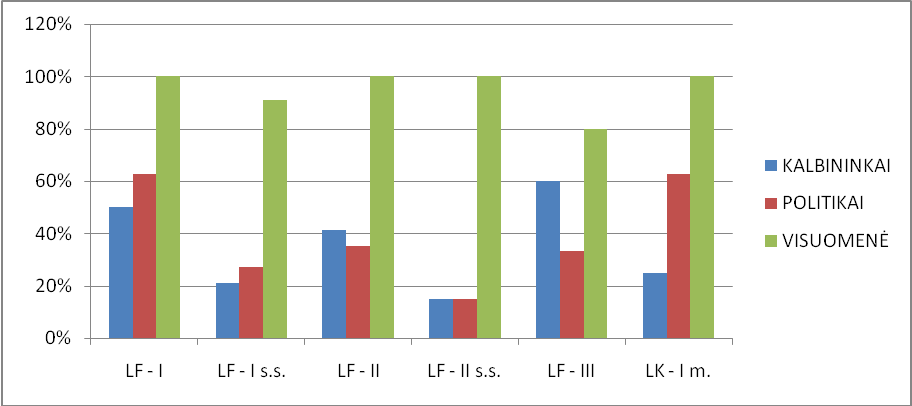 120%
100%
80%
60%
40%
20%
0%
LF - I
LF - I s.s.
LF - II
LF - II s.s.
LF - III
LK - I m.
KALBININKAI
POLITIKAI
VISUOMENĖ